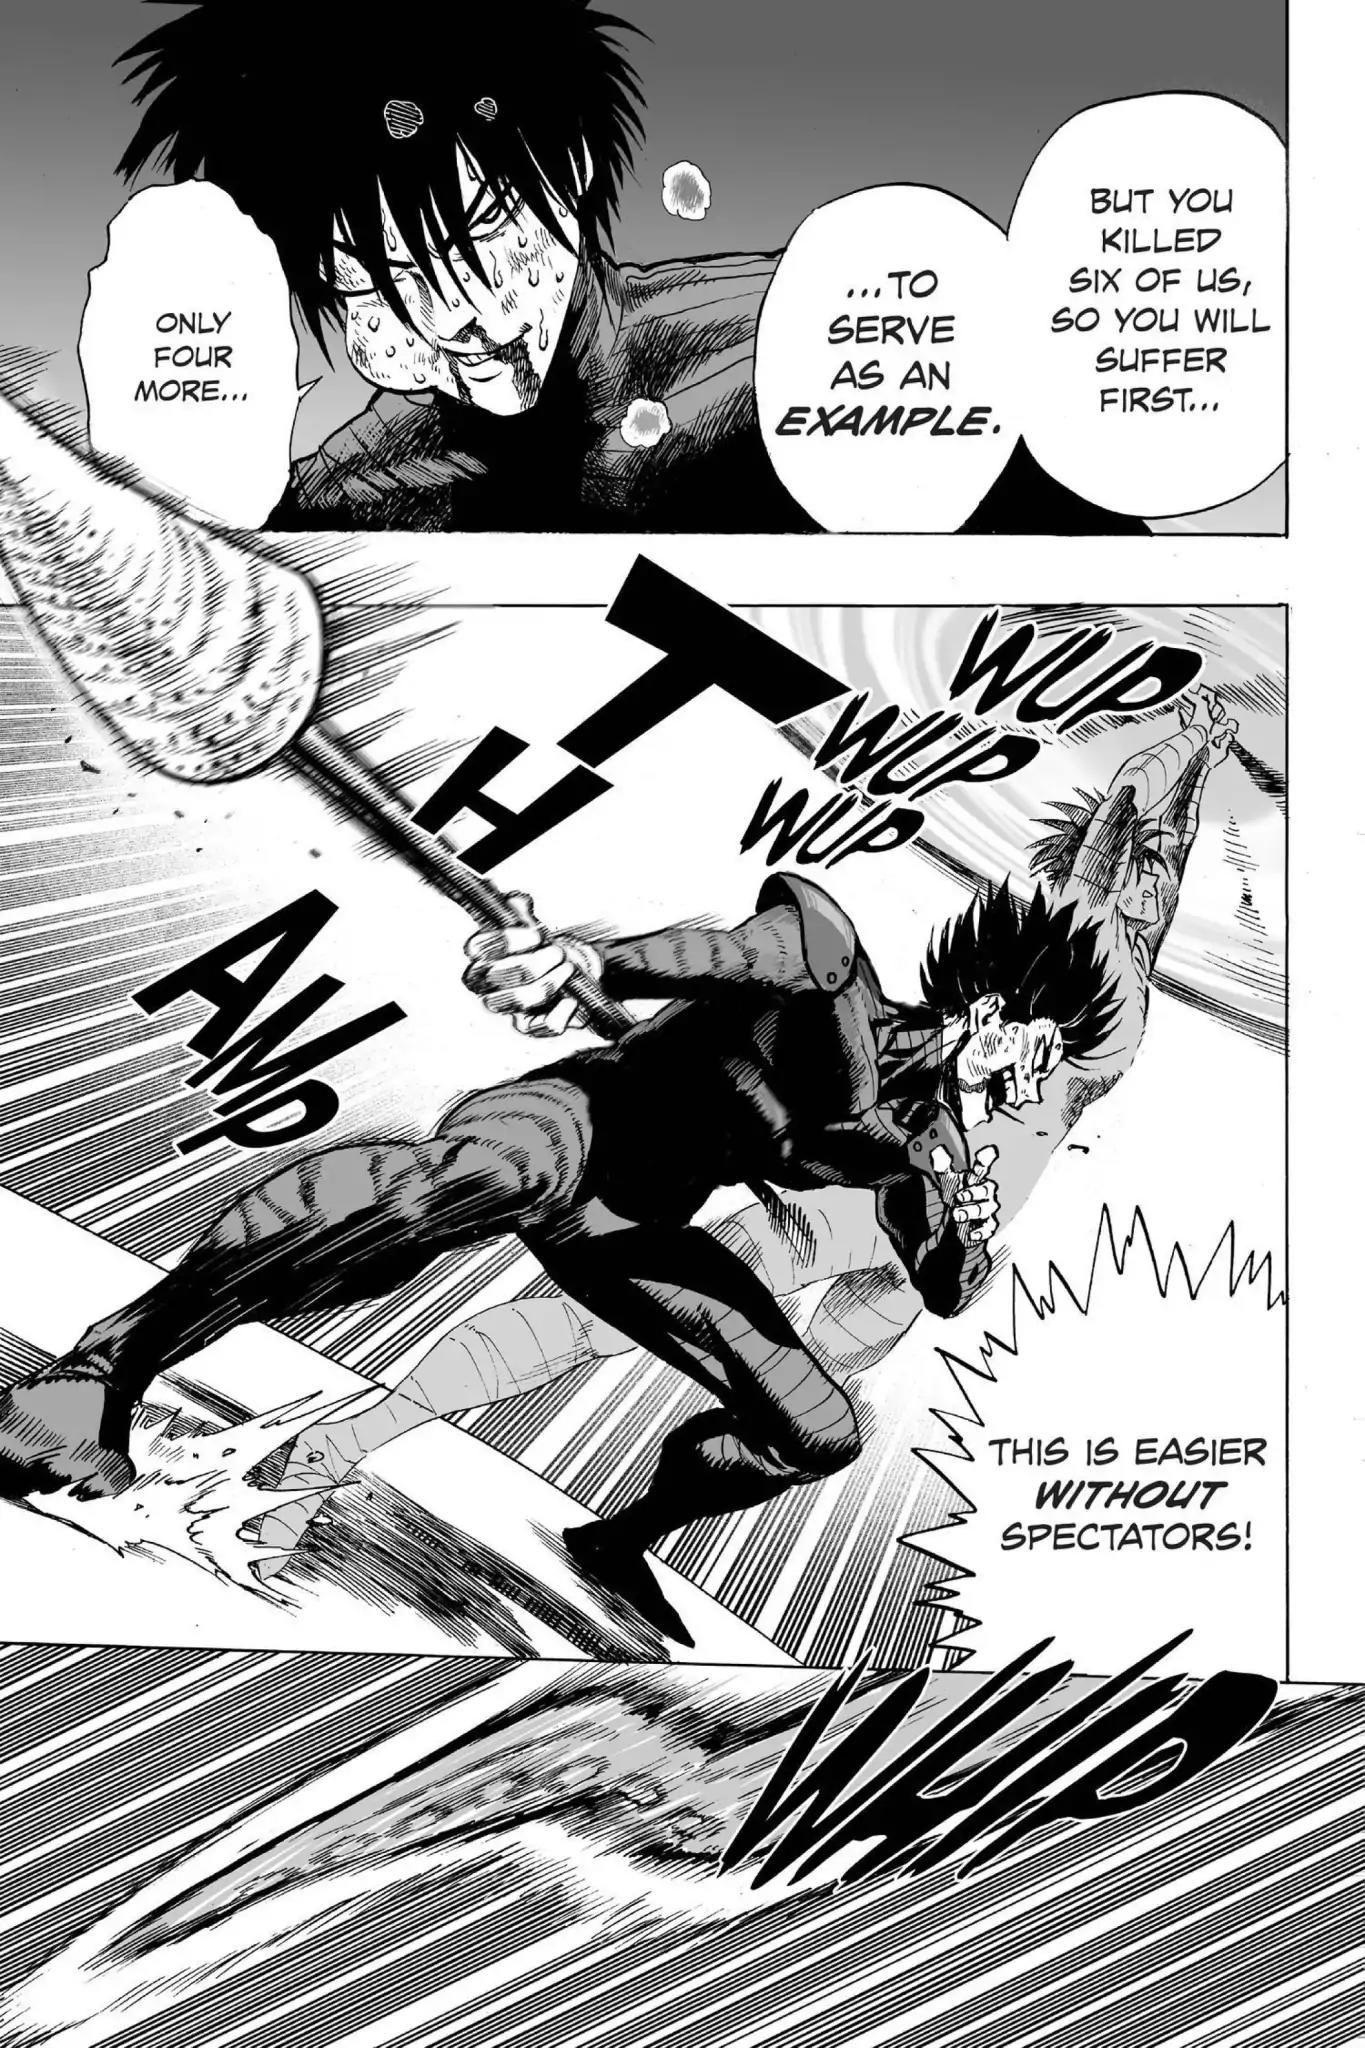 BUT YOU
KILLED
SIX OF US,
SO YOU WILL
SUFFER
FIRST...
...TO
SERVE
AS AN
EXAMPLE.
ONLY
FOUR
MORE...
WUP
WUP
WUP
THAMP
THIS IS EASIER
WITHOUT
SPECTATORS!
WHUP